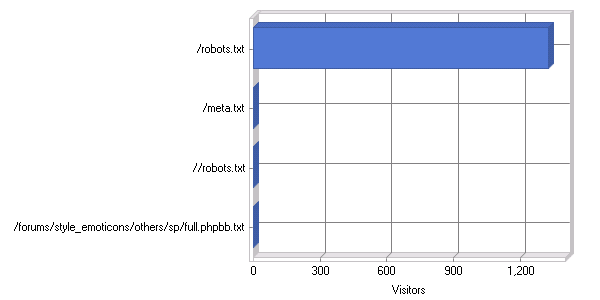 /robots.txt
/meta.txt
//robots.txt
/forums/style_emoticons/others/sp/full.phpbb.txt
0 300 600 900 1,200
Visitors